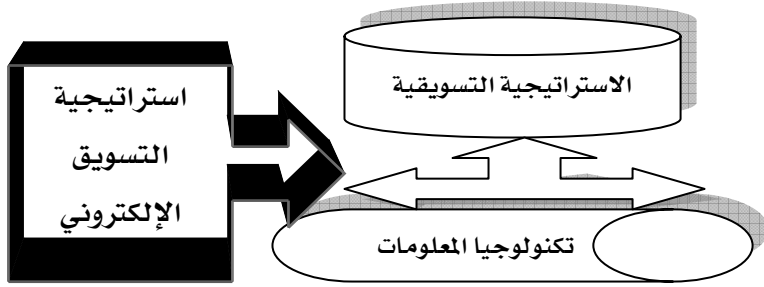 استراتيجية
التسويق
الإلكتروني
الاستراتيجية التسويقية
تكنولوجيا المعلومات